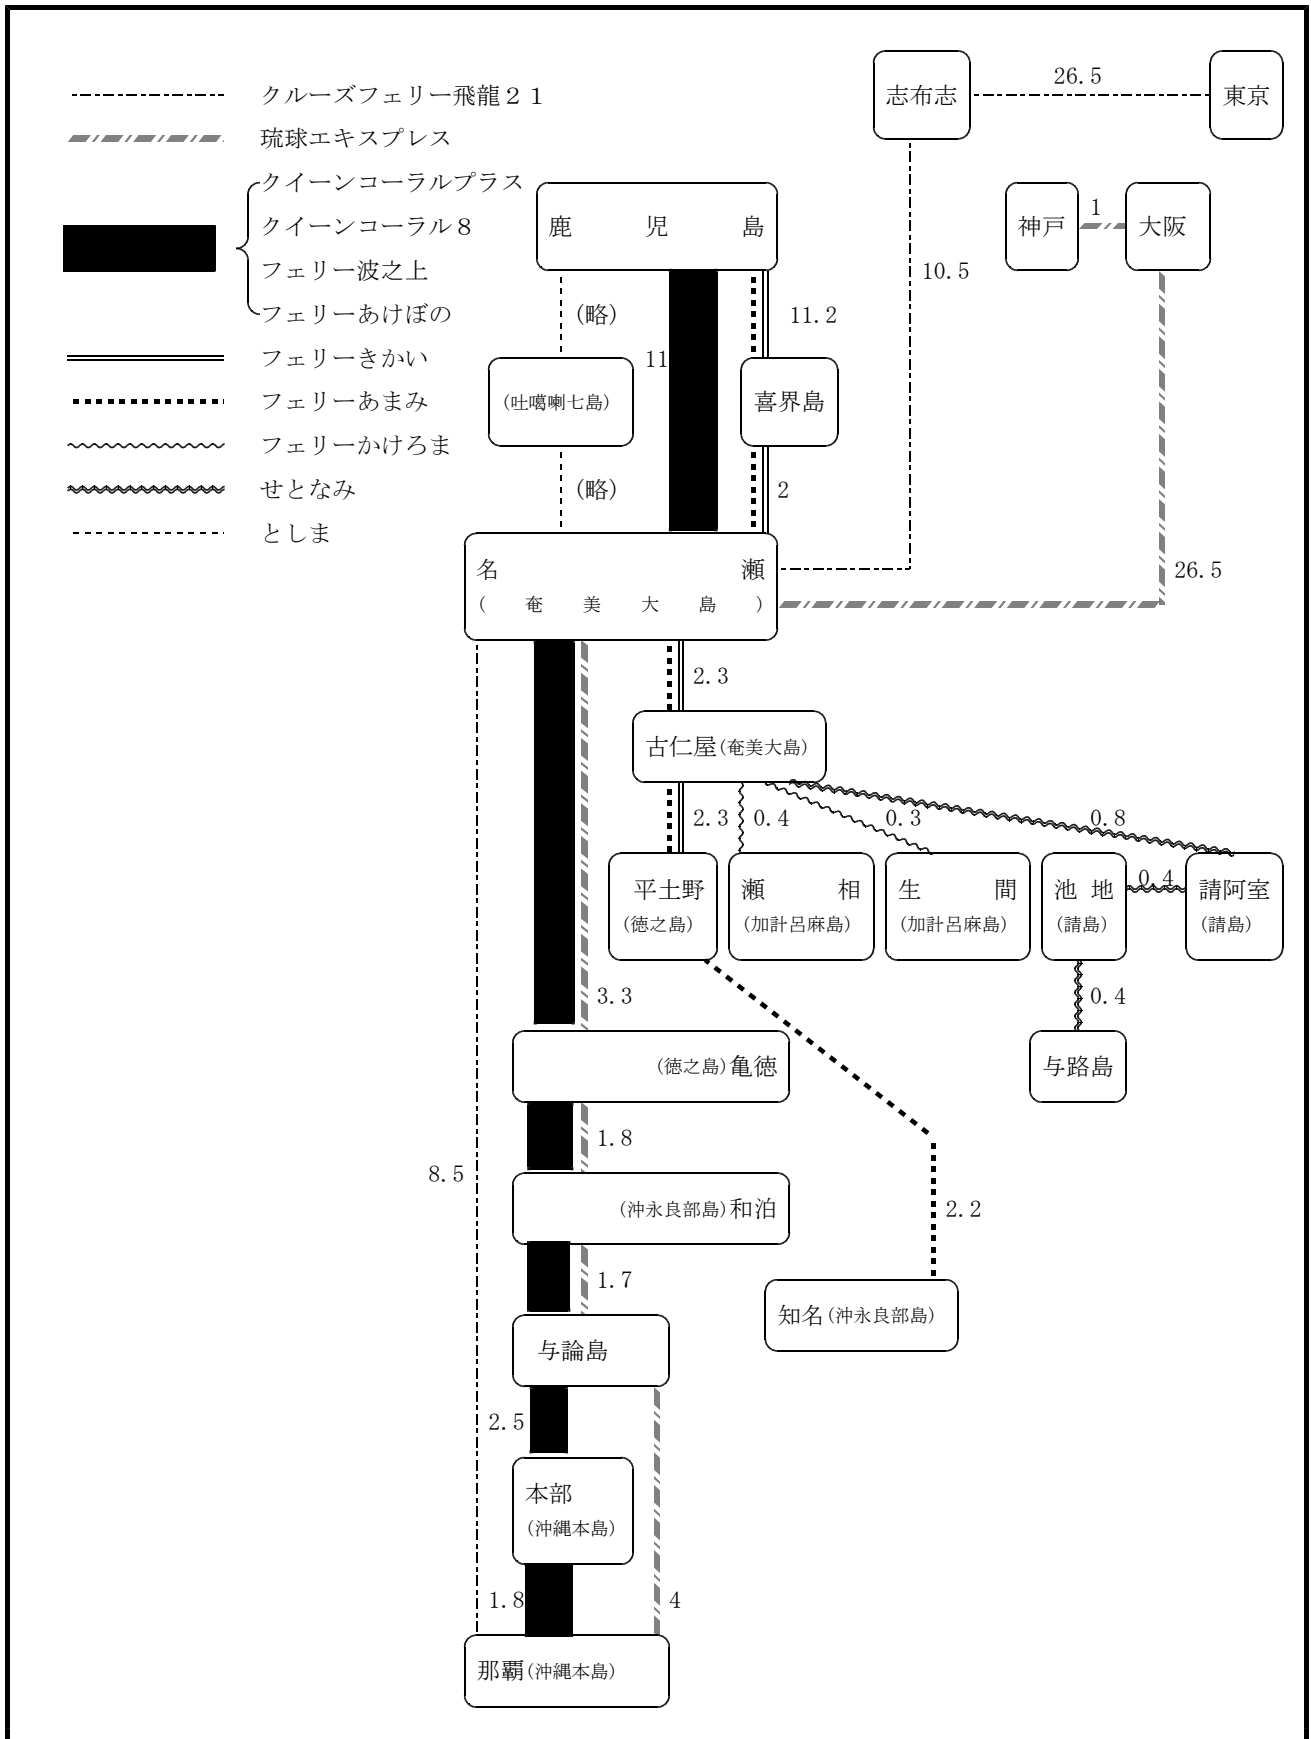 志布志
26.5
東京
クルーズフェリー飛龍２１
琉球エキスプレス
クイーンコーラルプラス
クイーンコーラル８
フェリー波之上
フェリーあけぼの
フェリーきかい
フェリーあまみ
フェリーかけろま
せとなみ
としま
鹿児島
神戸
1
大阪
10.5
(略)
11.2
11
(吐噶喇七島)
喜界島
(略)
2
名瀬
(奄美大島)
26.5
2.3
古仁屋(奄美大島)
2.3
0.4
0.3
0.8
平土野
(徳之島)
瀬相
(加計呂麻島)
生間
(加計呂麻島)
池地
(請島)
0.4
請阿室
(請島)
3.3
0.4
(徳之島)亀徳
与路島
1.8
8.5
(沖永良部島)和泊
2.2
1.7
知名(沖永良部島)
与論島
2.5
本部
(沖縄本島)
1.8
4
那覇(沖縄本島)